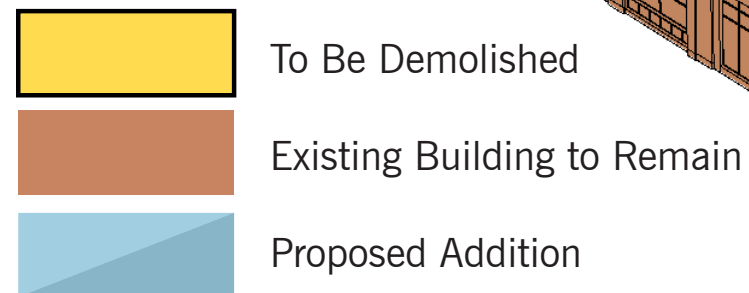 To Be Demolished
Existing Building to Remain
Proposed Addition